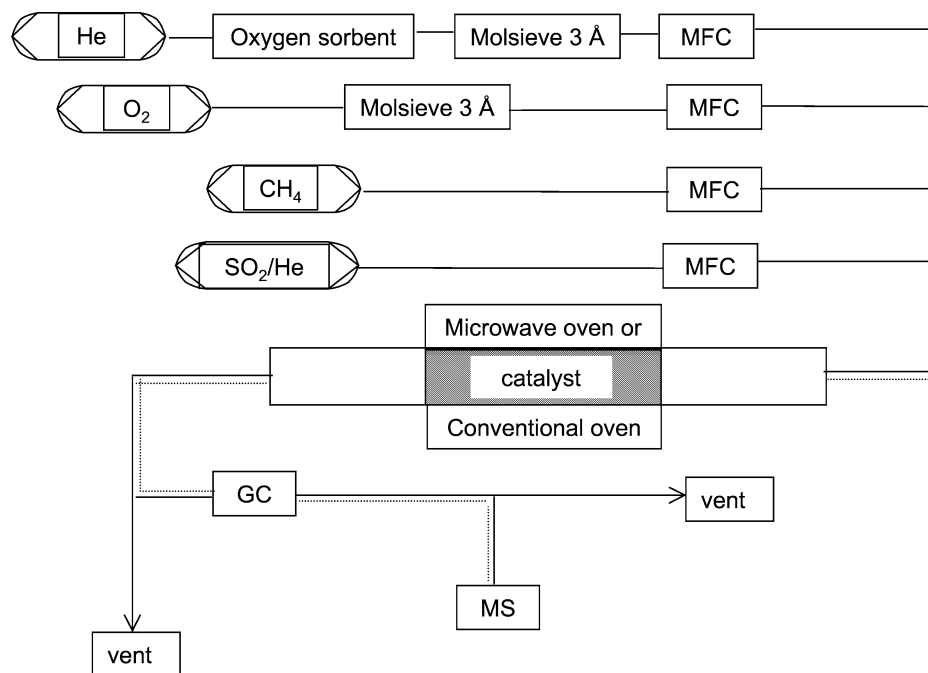 He Oxygen sorbent Molsieve 3 Å MFC
O₂ Molsieve 3 Å MFC
CH₄ MFC
SO₂/He MFC
Microwave oven or
catalyst
Conventional oven
GC
vent
MS
vent